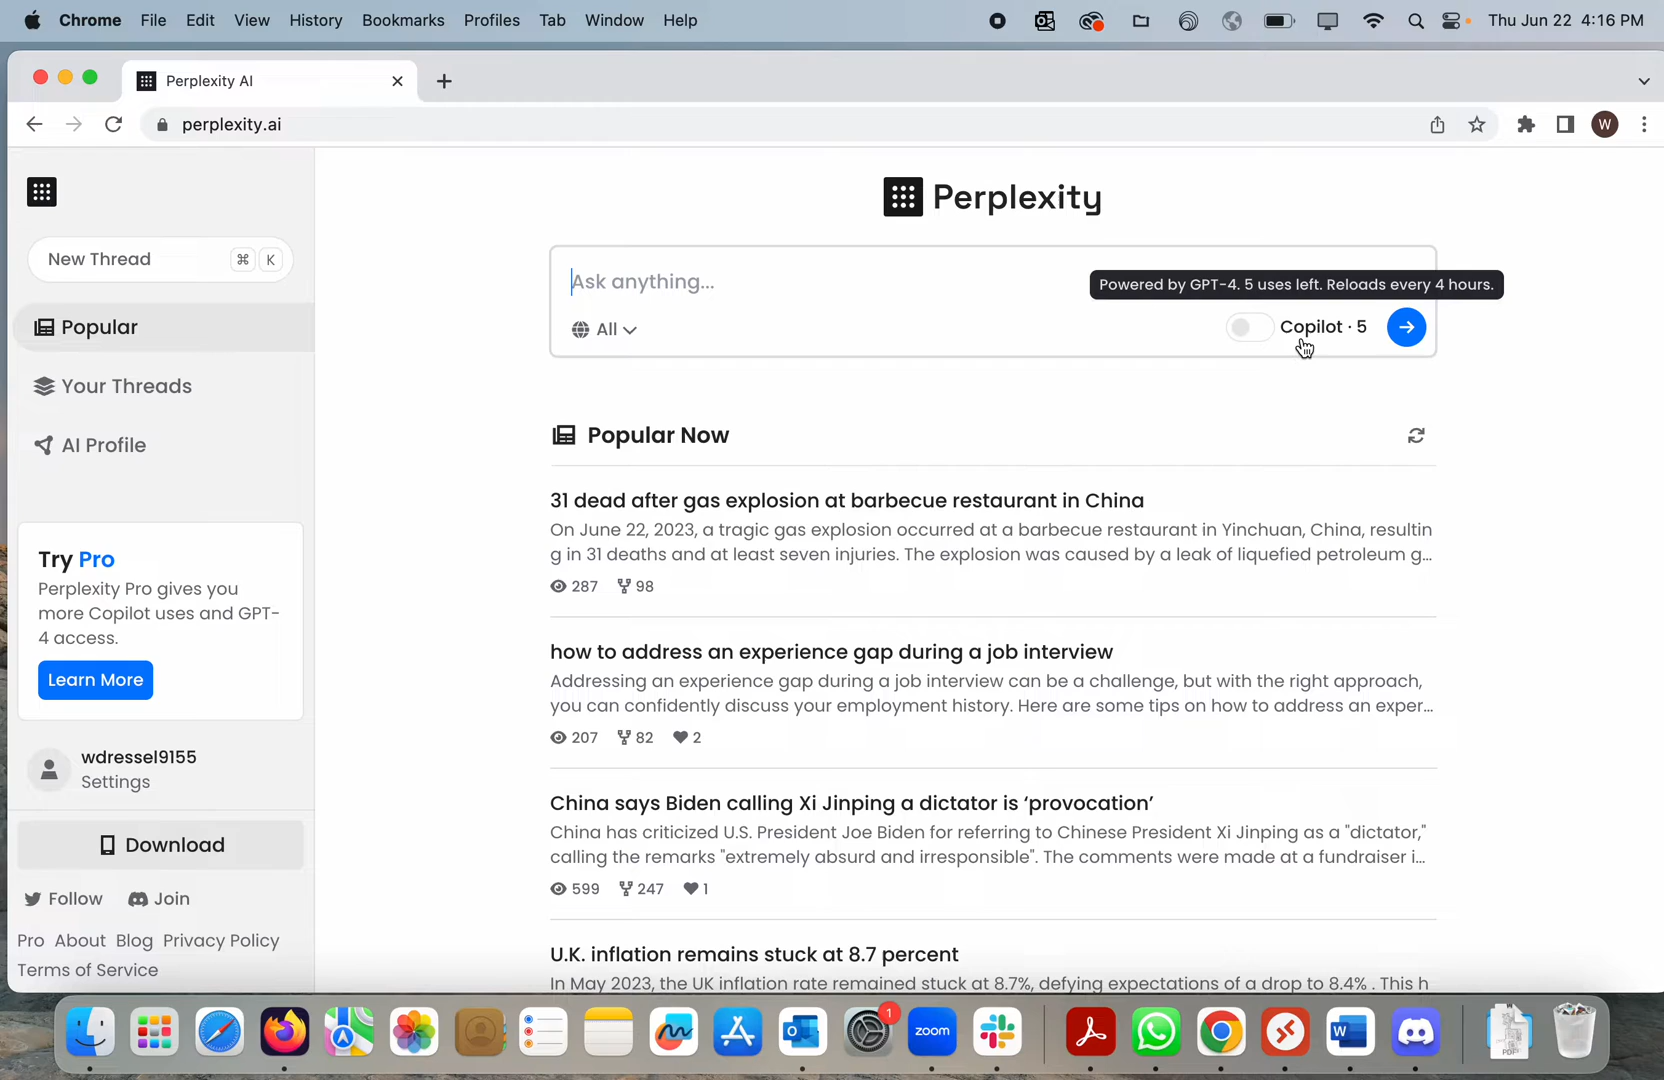 Chrome File Edit View History Bookmarks Profiles Tab Window Help Thu Jun 22 4:16 PM
Perplexity AI
perplexity.ai
W
New Thread ⌘ K
Popular
Your Threads
AI Profile
Try Pro
Perplexity Pro gives you
more Copilot uses and GPT-
4 access.
Learn More
wdressel9155
Settings
Download
Follow Join
Pro About Blog Privacy Policy
Terms of Service
Perplexity
Ask anything...
Powered by GPT-4. 5 uses left. Reloads every 4 hours.
All Copilot · 5
Popular Now
31 dead after gas explosion at barbecue restaurant in China
On June 22, 2023, a tragic gas explosion occurred at a barbecue restaurant in Yinchuan, China, resultin
g in 31 deaths and at least seven injuries. The explosion was caused by a leak of liquefied petroleum g...
287 98
how to address an experience gap during a job interview
Addressing an experience gap during a job interview can be a challenge, but with the right approach,
you can confidently discuss your employment history. Here are some tips on how to address an exper...
207 82 2
China says Biden calling Xi Jinping a dictator is ‘provocation’
China has criticized U.S. President Joe Biden for referring to Chinese President Xi Jinping as a "dictator,"
calling the remarks "extremely absurd and irresponsible". The comments were made at a fundraiser i...
599 247 1
U.K. inflation remains stuck at 8.7 percent
In May 2023, the UK inflation rate remained stuck at 8.7%, defying expectations of a drop to 8.4% . This h
1
zoom
W
PDF